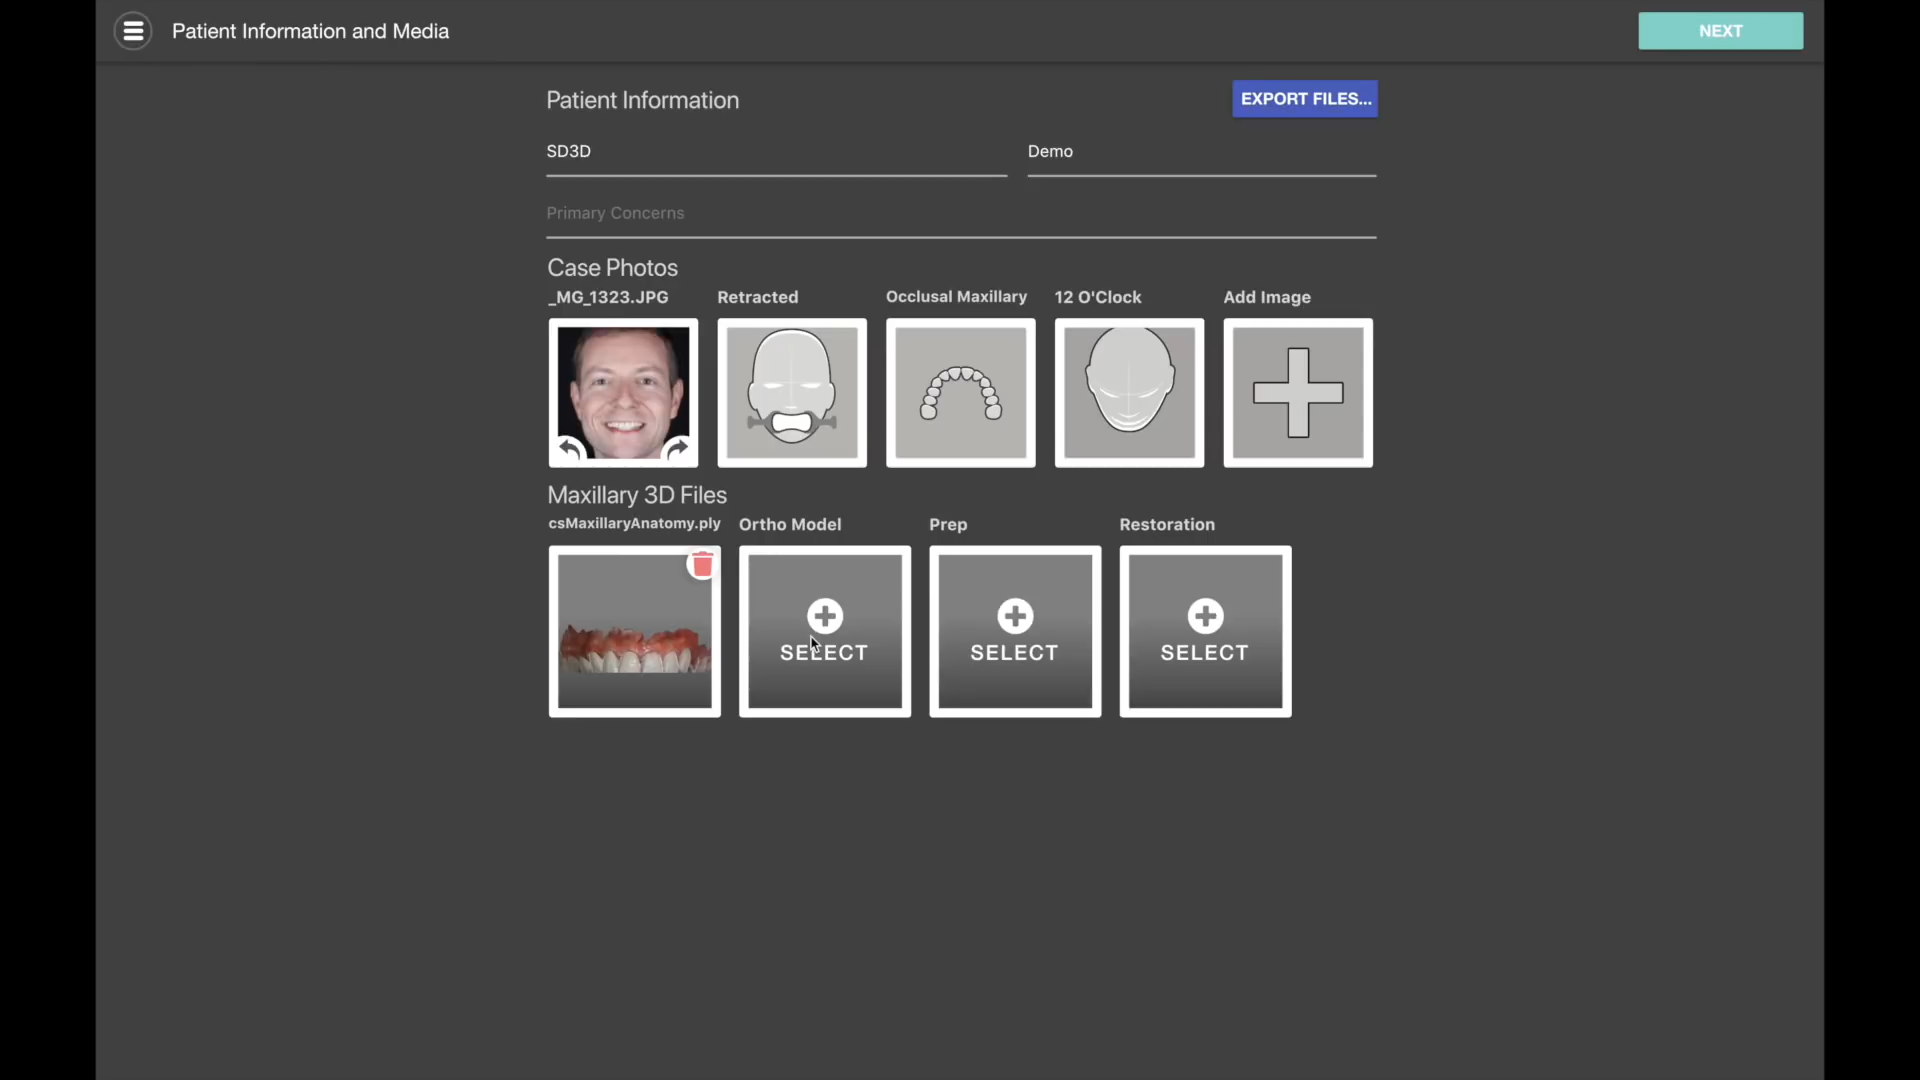 Patient Information and Media
NEXT
Patient Information
EXPORT FILES...
SD3D
Demo
Primary Concerns
Case Photos
_MG_1323.JPG
Retracted
Occlusal Maxillary
12 O'Clock
Add Image
Maxillary 3D Files
csMaxillaryAnatomy.ply
Ortho Model
Prep
Restoration
SELECT
SELECT
SELECT